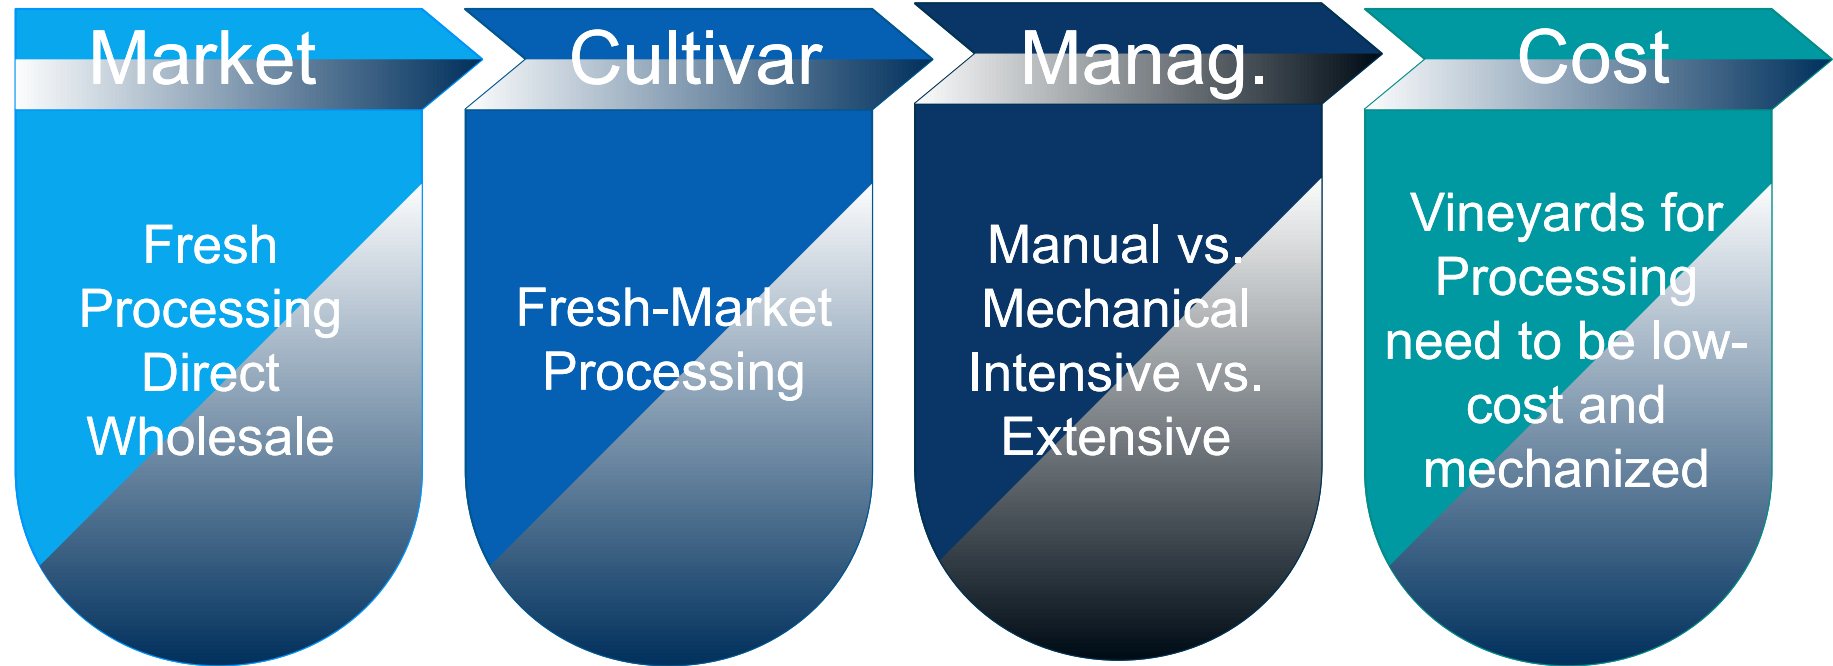 Market
Fresh
Processing
Direct
Wholesale
Cultivar
Fresh-Market
Processing
Manag.
Manual vs.
Mechanical
Intensive vs.
Extensive
Cost
Vineyards for
Processing
need to be low-
cost and
mechanized